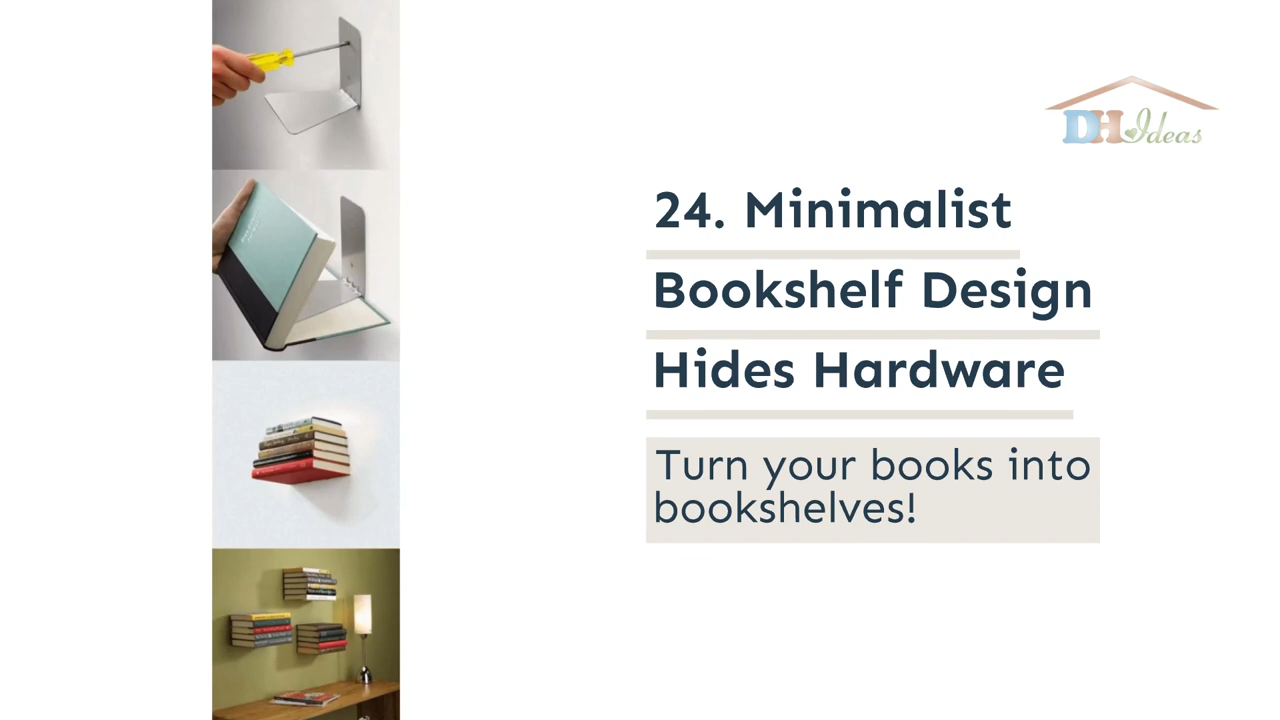 DH Ideas
24. Minimalist
Bookshelf Design
Hides Hardware
Turn your books into
bookshelves!